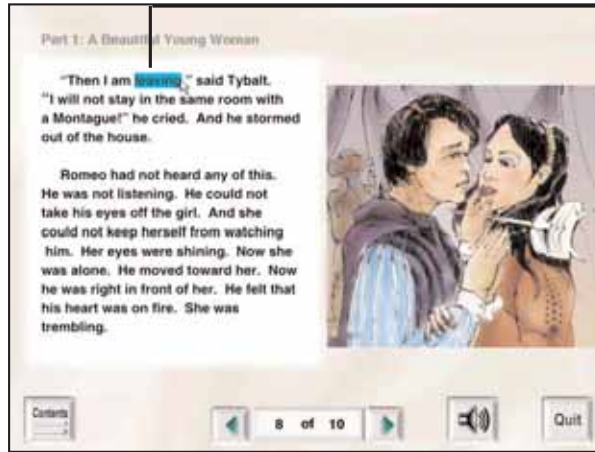 Part 1: A Beautiful Young Woman
"Then I am leaving," said Tybalt.
"I will not stay in the same room with
a Montague!" he cried. And he stormed
out of the house.
Romeo had not heard any of this.
He was not listening. He could not
take his eyes off the girl. And she
could not keep herself from watching
him. Her eyes were shining. Now she
was alone. He moved toward her. Now
he was right in front of her. He felt that
his heart was on fire. She was
trembling.
Contents
8 of 10
Quit